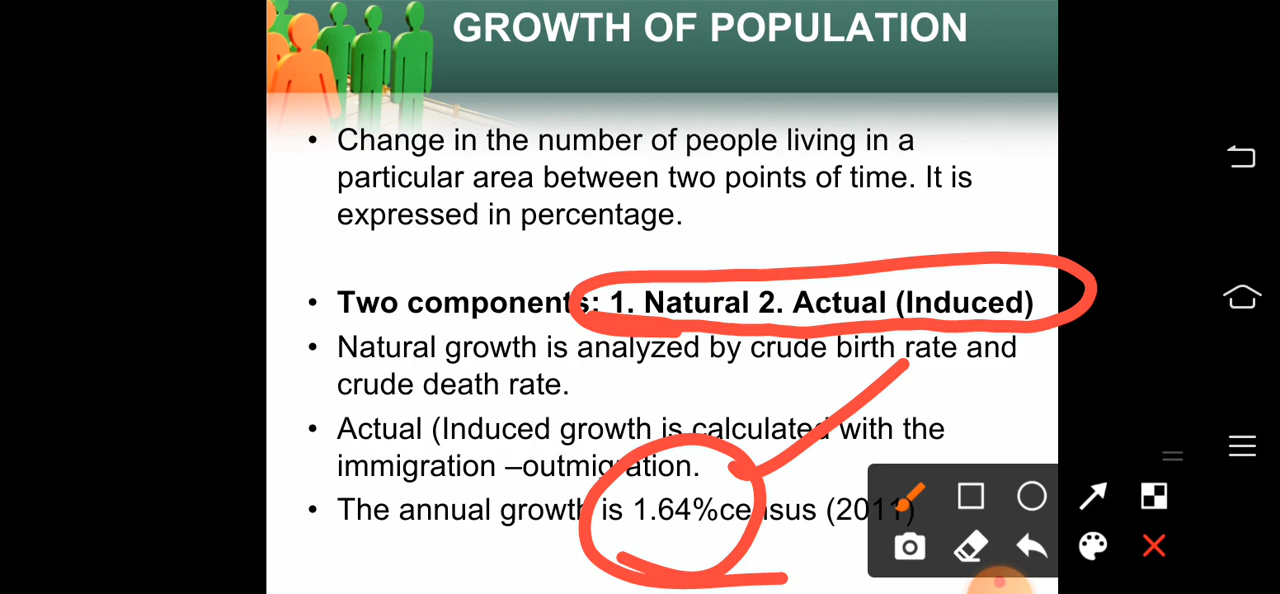 GROWTH OF POPULATION
• Change in the number of people living in a
particular area between two points of time. It is
expressed in percentage.
• Two components: 1. Natural 2. Actual (Induced)
• Natural growth is analyzed by crude birth rate and
crude death rate.
• Actual (Induced growth is calculated with the
immigration –outmigration.
• The annual growth is 1.64%census (2011)